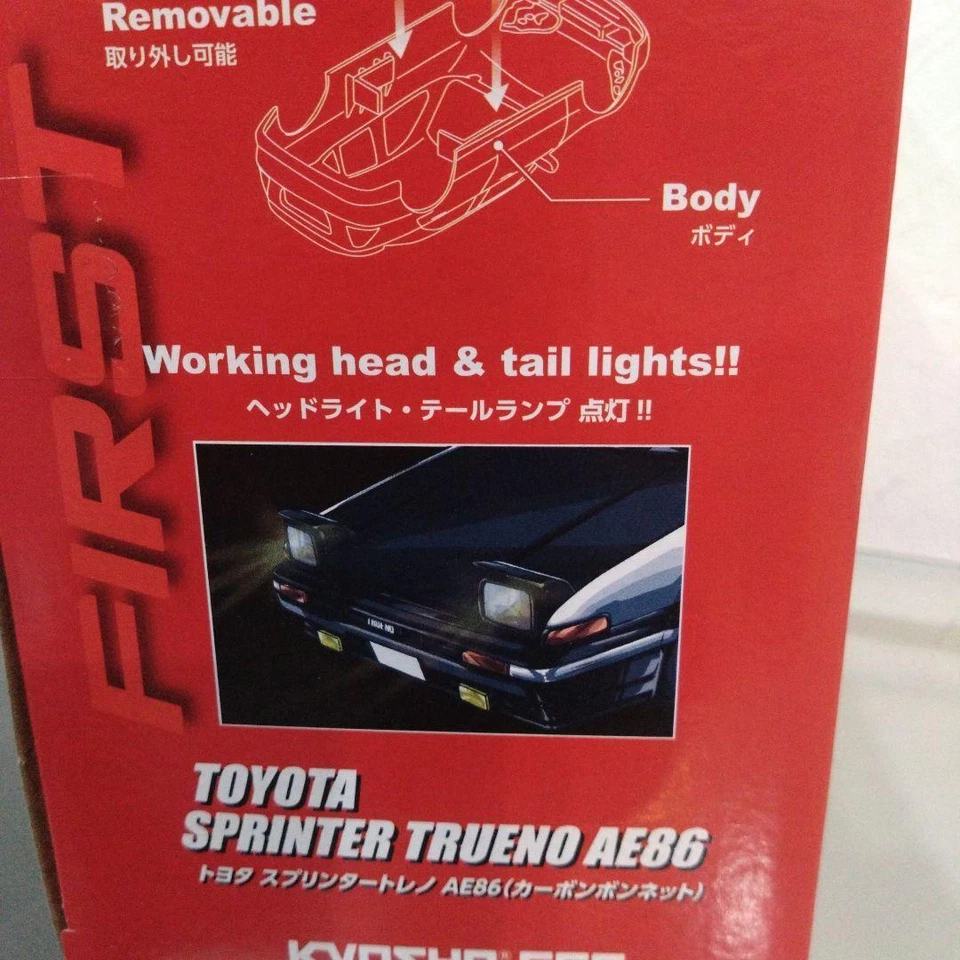 Removable
取り外し可能
Body
ボディ
FIRST
Working head & tail lights!!
ヘッドライト・テールランプ 点灯!!
TOYOTA
SPRINTER TRUENO AE86
トヨタ スプリンタートレノ AE86(カーボンボンネット)
KYOSHO®